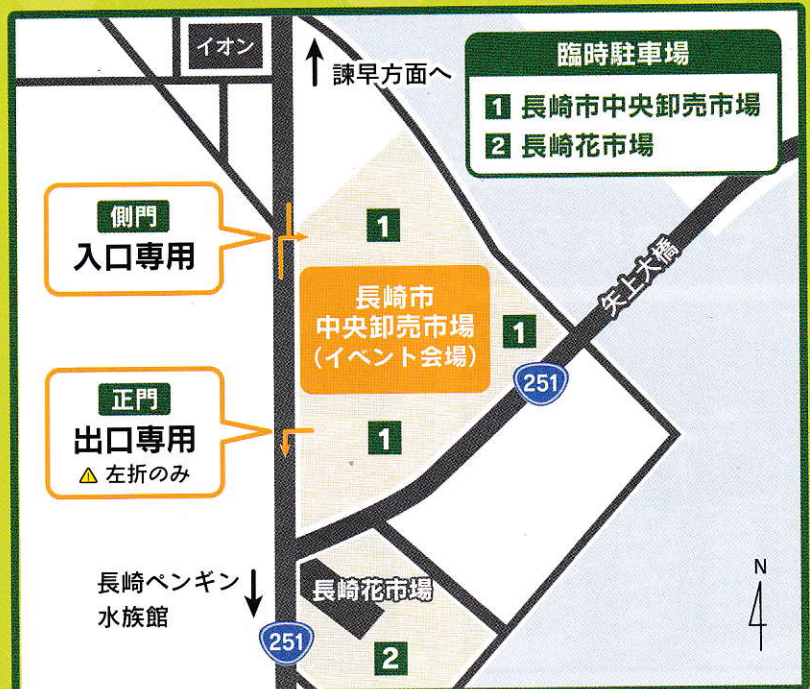 イオン
諫早方面へ
臨時駐車場
1 長崎市中央卸売市場
2 長崎花市場
側門
入口専用
1
長崎市
中央卸売市場
(イベント会場)
1
矢上大橋
251
正門
出口専用
左折のみ
1
長崎ペンギン
水族館
長崎花市場
251
2
N